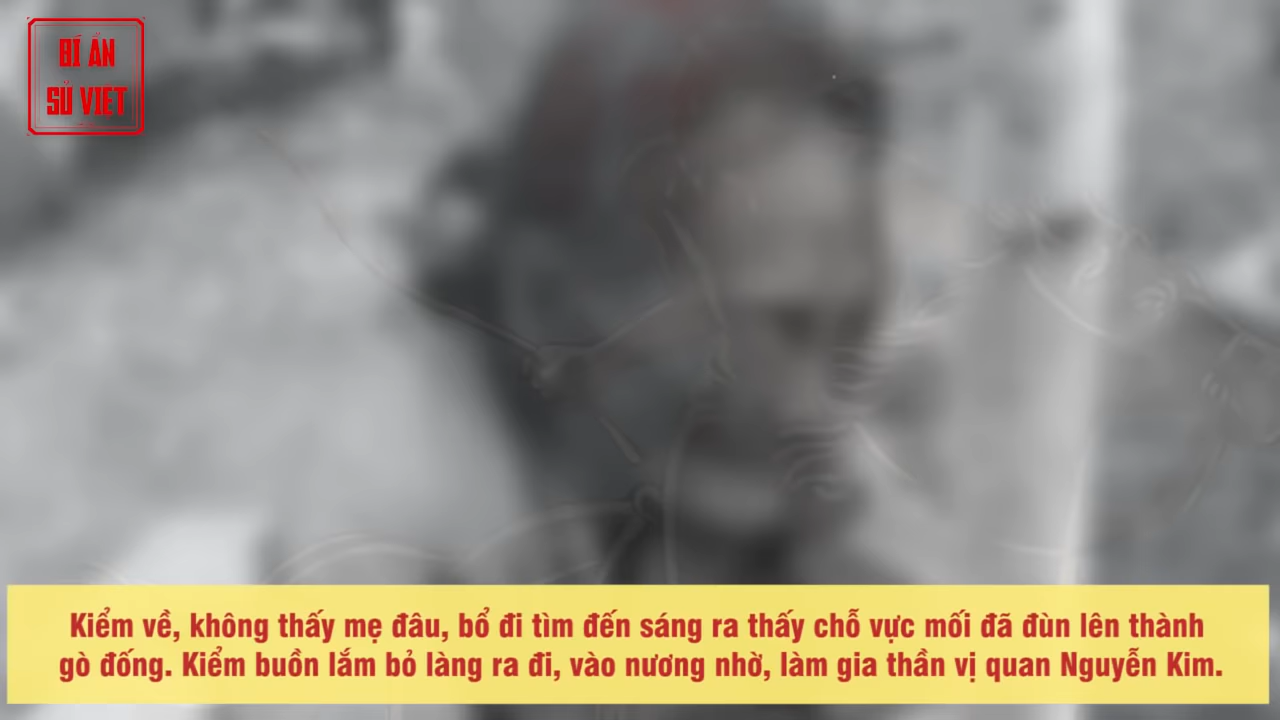 BÍ ẨN
SỬ VIỆT
Kiểm về, không thấy mẹ đâu, bổ đi tìm đến sáng ra thấy chỗ vực mối đã đùn lên thành
gò đống. Kiểm buồn lắm bỏ làng ra đi, vào nương nhờ, làm gia thần vị quan Nguyễn Kim.